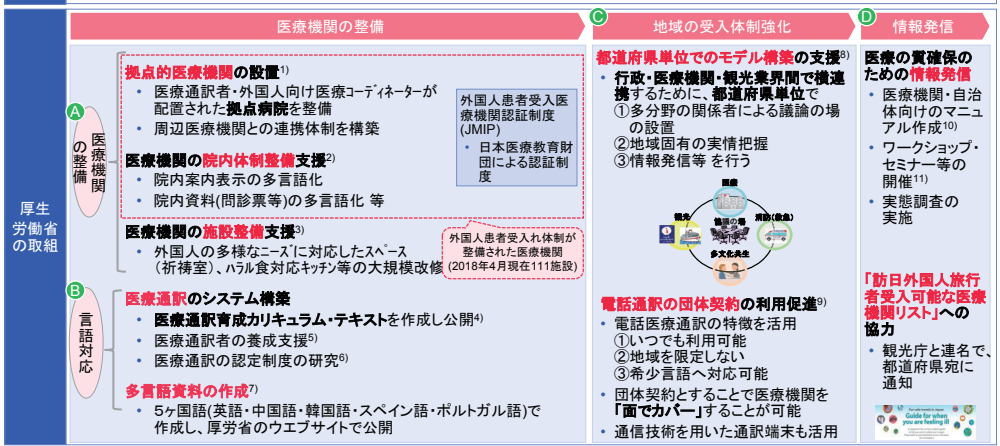 医療機関の整備
C
地域の受入体制強化
D
情報発信
厚生
労働省
の取組
A
医療機関
の整備
拠点的医療機関の設置1)
• 医療通訳者・外国人向け医療コーディネーターが
配置された拠点病院を整備
• 周辺医療機関との連携体制を構築
医療機関の院内体制整備支援2)
• 院内案内表示の多言語化
• 院内資料(問診票等)の多言語化 等
外国人患者受入医
療機関認証制度
(JMIP)
• 日本医療教育財
団による認証制
度
医療機関の施設整備支援3)
• 外国人の多様なニーズに対応したスペース
(祈祷室)、ハラル食対応キッチン等の大規模改修
外国人患者受入れ体制が
整備された医療機関
(2018年4月現在111施設)
B
言語対応
医療通訳のシステム構築
• 医療通訳育成カリキュラム・テキストを作成し公開4)
• 医療通訳者の養成支援5)
• 医療通訳の認定制度の研究6)
多言語資料の作成7)
• 5ヶ国語(英語・中国語・韓国語・スペイン語・ポルトガル語)で
作成し、厚労省のウエブサイトで公開
都道府県単位でのモデル構築の支援8)
• 行政・医療機関・観光業界間で横連
携するために、都道府県単位で
①多分野の関係者による議論の場
の設置
②地域固有の実情把握
③情報発信等 を行う
医療
観光
協議の場
消防(救急)
多文化共生
電話通訳の団体契約の利用促進9)
• 電話医療通訳の特徴を活用
①いつでも利用可能
②地域を限定しない
③希少言語へ対応可能
• 団体契約とすることで医療機関を
「面でカバー」することが可能
• 通信技術を用いた通訳端末も活用
医療の質確保の
ための情報発信
• 医療機関・自治
体向けのマニュ
アル作成10)
• ワークショップ・
セミナー等の
開催11)
• 実態調査の
実施
「訪日外国人旅行
者受入可能な医療
機関リスト」への
協力
• 観光庁と連名で、
都道府県宛に
通知
For safe travels in Japan
Guide for when
you are feeling ill